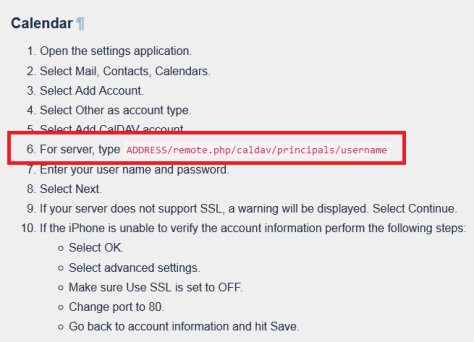 Calendar ¶
1. Open the settings application.
2. Select Mail, Contacts, Calendars.
3. Select Add Account.
4. Select Other as account type.
5. Select Add CalDAV account.
6. For server, type ADDRESS/remote.php/caldav/principals/username
7. Enter your user name and password.
8. Select Next.
9. If your server does not support SSL, a warning will be displayed. Select Continue.
10. If the iPhone is unable to verify the account information perform the following steps:
◦ Select OK.
◦ Select advanced settings.
◦ Make sure Use SSL is set to OFF.
◦ Change port to 80.
◦ Go back to account information and hit Save.